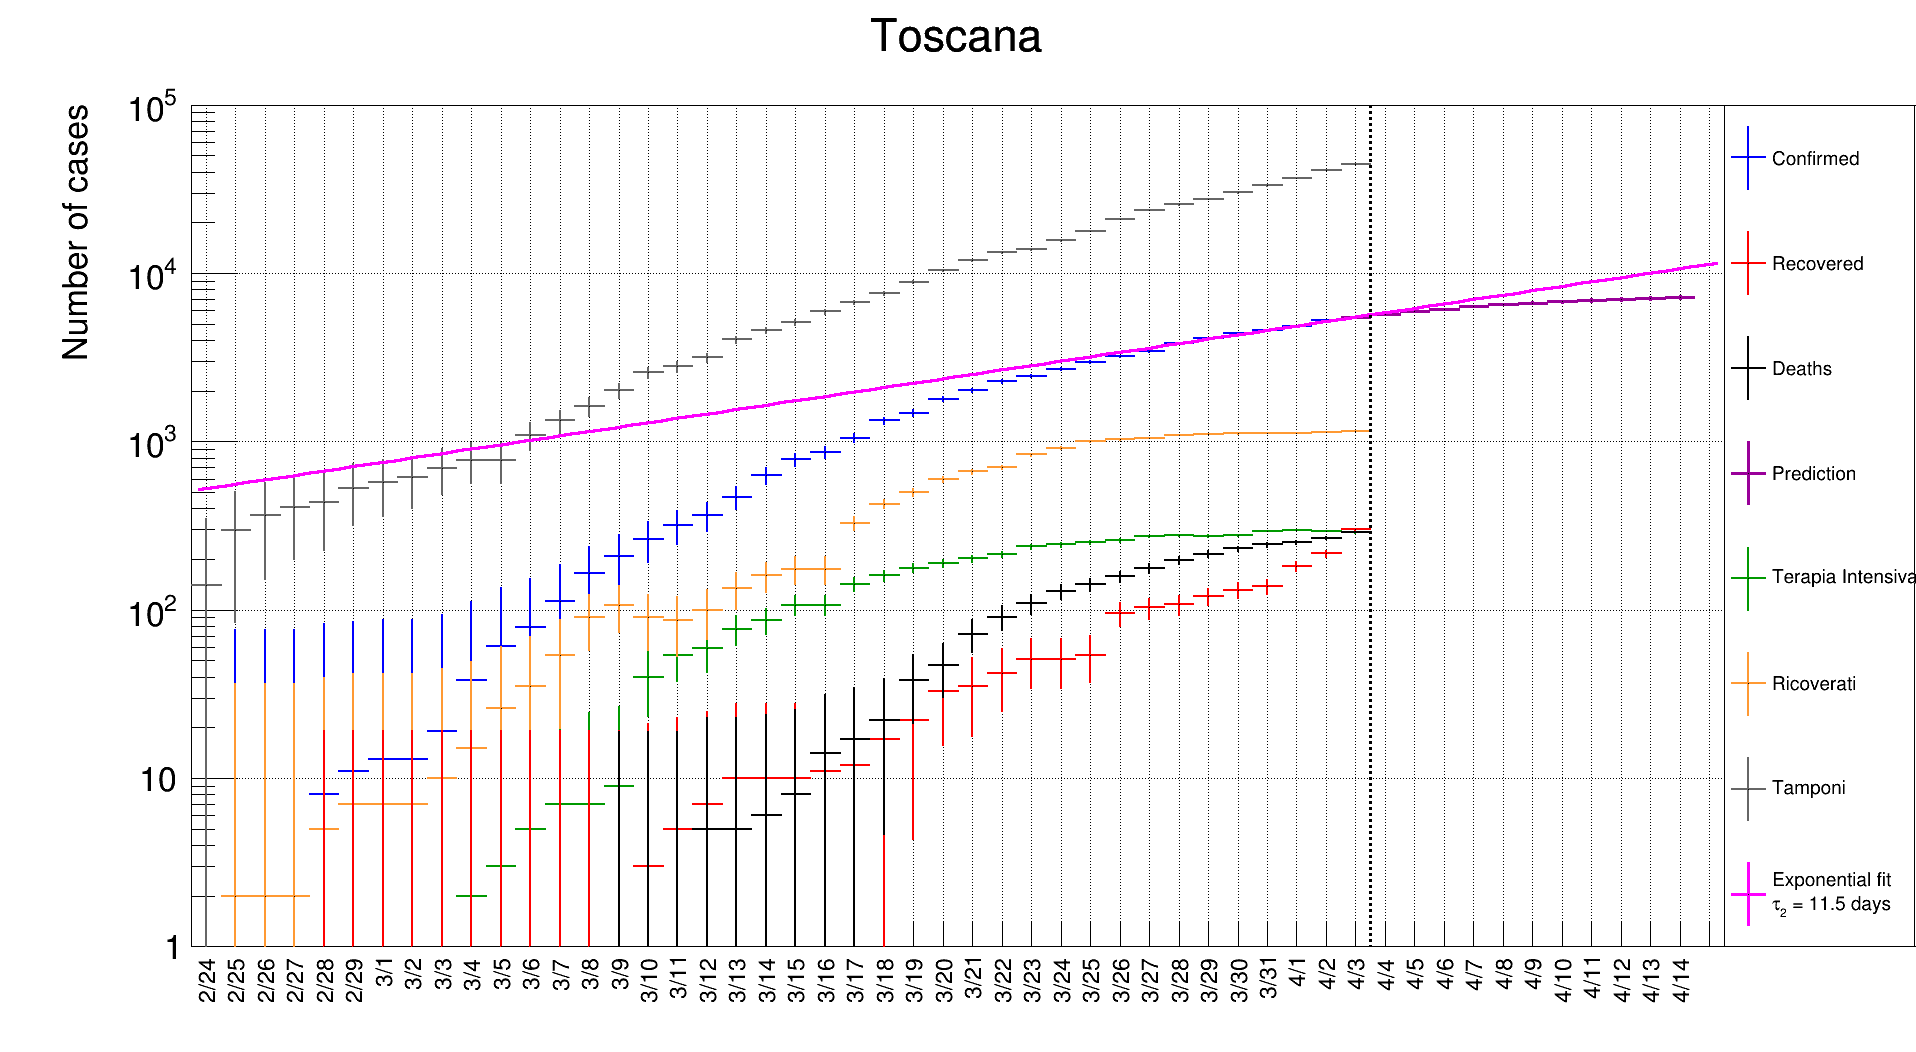 Toscana
Number of cases
10^5
10^4
10^3
10^2
10
1
2/24 2/25 2/26 2/27 2/28 2/29 3/1 3/2 3/3 3/4 3/5 3/6 3/7 3/8 3/9 3/10 3/11 3/12 3/13 3/14 3/15 3/16 3/17 3/18 3/19 3/20 3/21 3/22 3/23 3/24 3/25 3/26 3/27 3/28 3/29 3/30 3/31 4/1 4/2 4/3 4/4 4/5 4/6 4/7 4/8 4/9 4/10 4/11 4/12 4/13 4/14
Confirmed
Recovered
Deaths
Prediction
Terapia Intensiva
Ricoverati
Tamponi
Exponential fit
τ_2 = 11.5 days